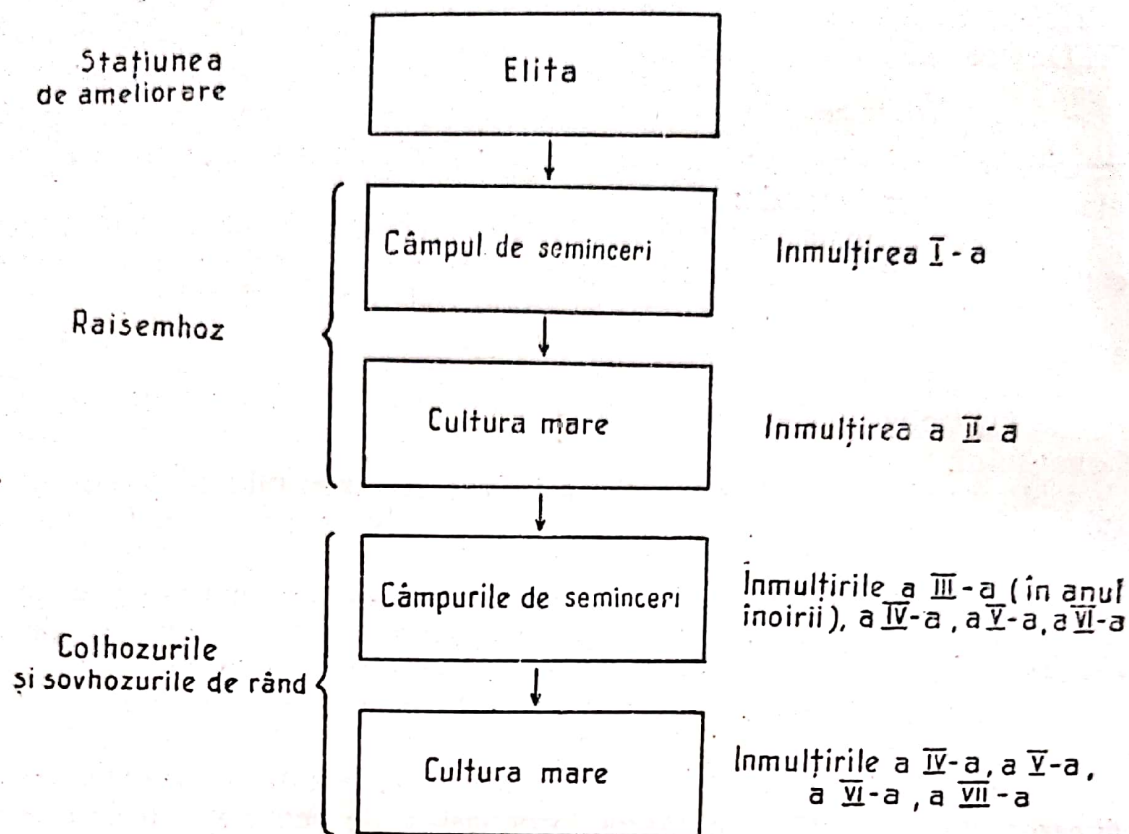 Stațiunea
de ameliorare
Elita
Raisemhoz
Câmpul de seminceri
Inmulțirea I-a
Cultura mare
Inmulțirea a II-a
Colhozurile
și sovhozurile de rând
Câmpurile de seminceri
Înmulțirile a III-a (în anul
înoirii), a IV-a, a V-a, a VI-a
Cultura mare
Inmulțirile a IV-a, a V-a,
a VI-a, a VII-a